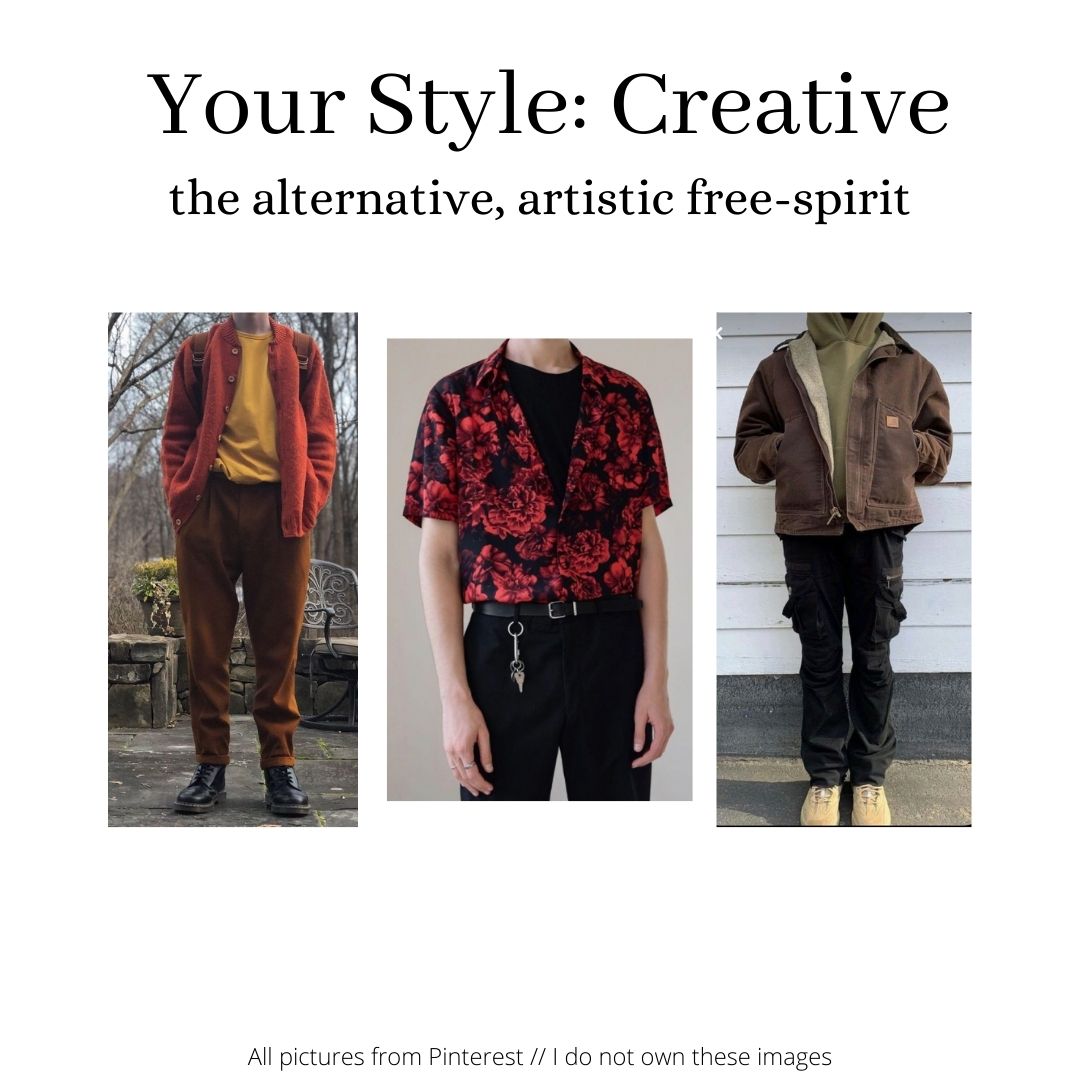 Your Style: Creative
the alternative, artistic free-spirit
All pictures from Pinterest // I do not own these images